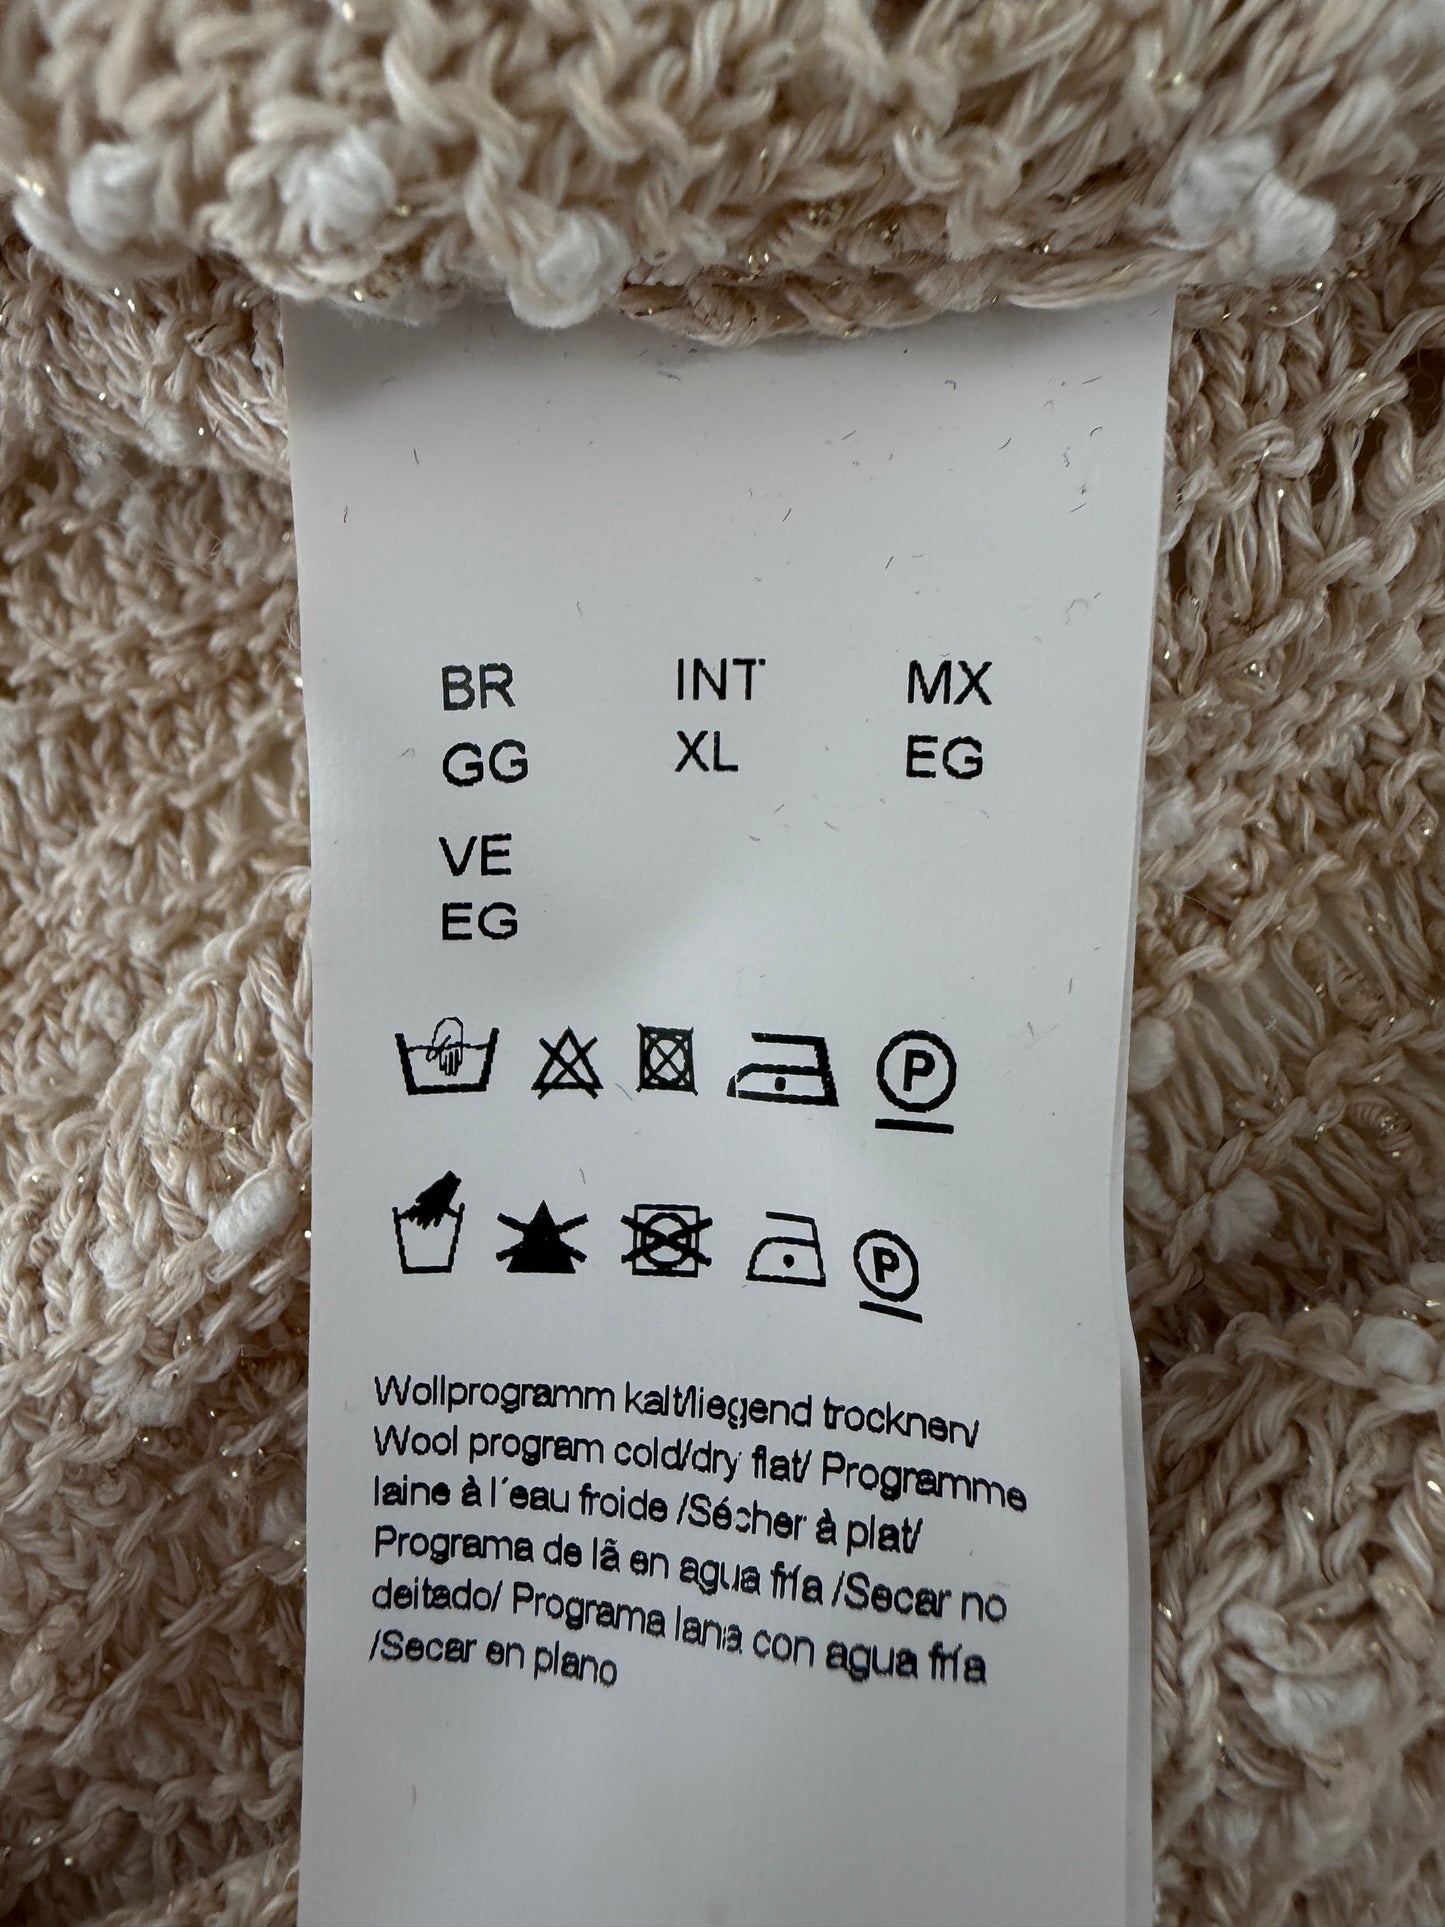 BR INT MX
GG XL EG
VE
EG
P
P
Wollprogramm kalt/liegend trocknen/
Wool program cold/dry flat/ Programme
laine à l´eau froide /Sécher à plat/
Programa de lã en agua fría /Secar no
deitado/ Programa lana con agua fría
/Secar en plano